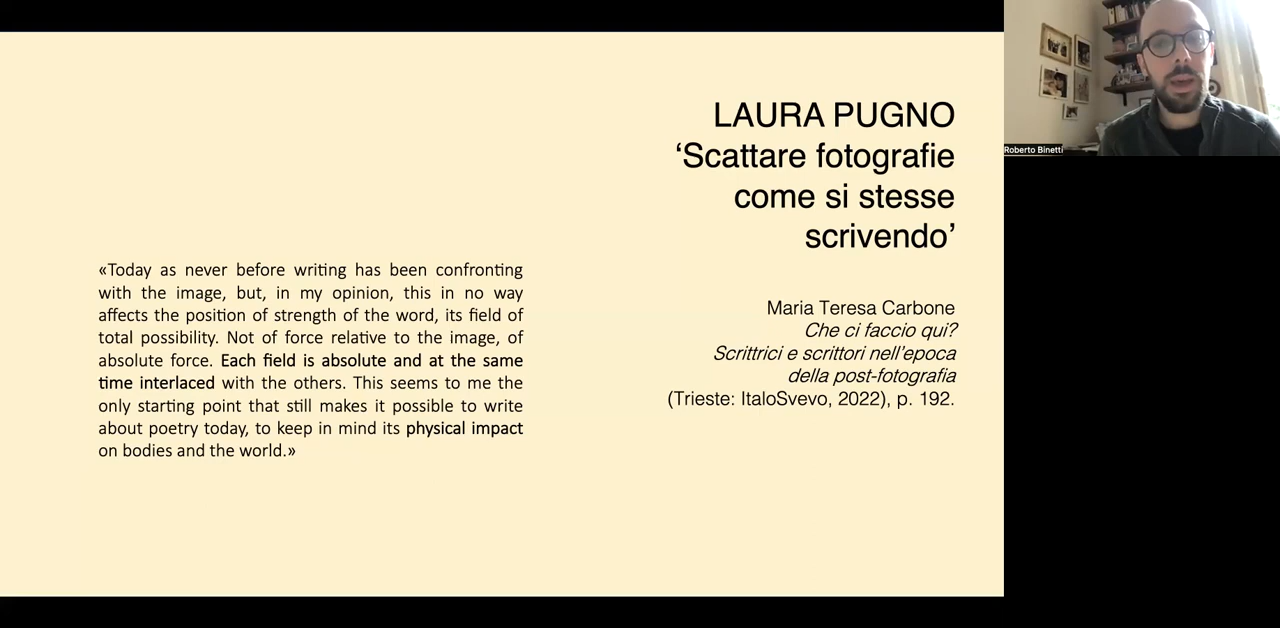 LAURA PUGNO
‘Scattare fotografie
come si stesse
scrivendo’
«Today as never before writing has been confronting
with the image, but, in my opinion, this in no way
affects the position of strength of the word, its field of
total possibility. Not of force relative to the image, of
absolute force. Each field is absolute and at the same
time interlaced with the others. This seems to me the
only starting point that still makes it possible to write
about poetry today, to keep in mind its physical impact
on bodies and the world.»
Maria Teresa Carbone
Che ci faccio qui?
Scrittrici e scrittori nell’epoca
della post-fotografia
(Trieste: ItaloSvevo, 2022), p. 192.
Roberto Binetti